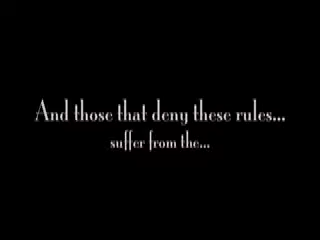 And those that deny these rules...
suffer from the...